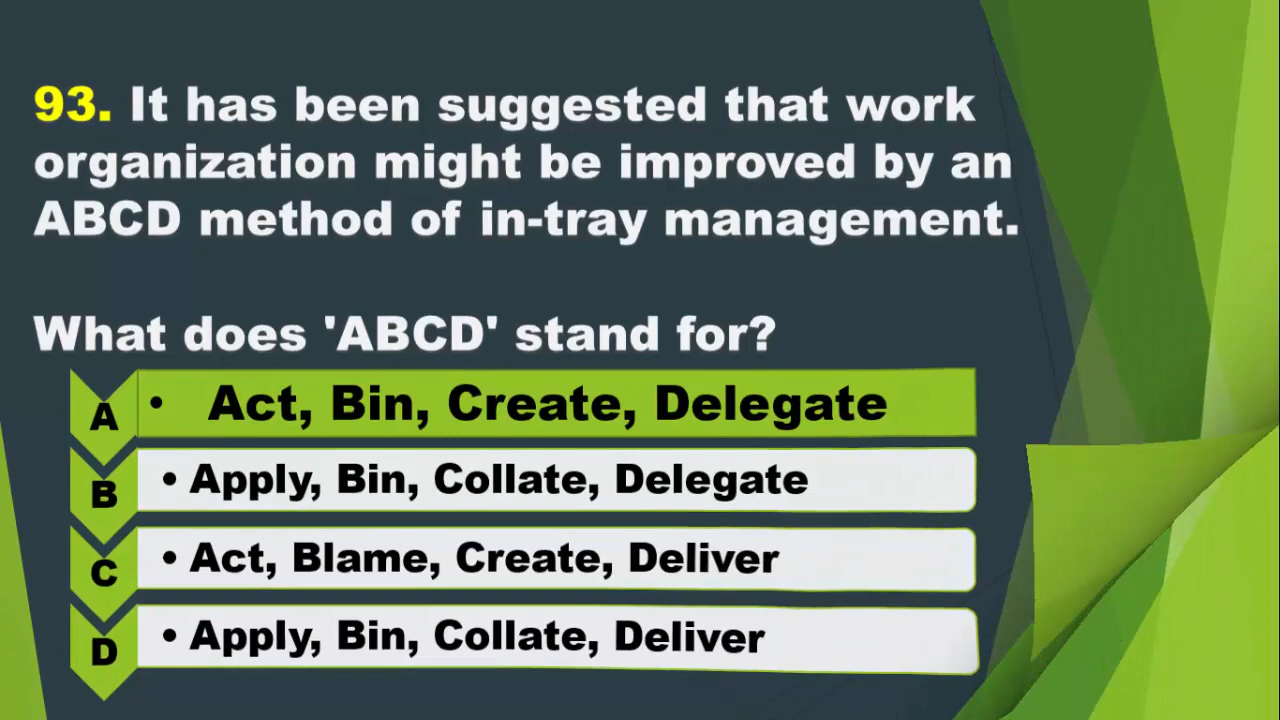 93. It has been suggested that work
organization might be improved by an
ABCD method of in-tray management.
What does 'ABCD' stand for?
A • Act, Bin, Create, Delegate
B • Apply, Bin, Collate, Delegate
C • Act, Blame, Create, Deliver
D • Apply, Bin, Collate, Deliver